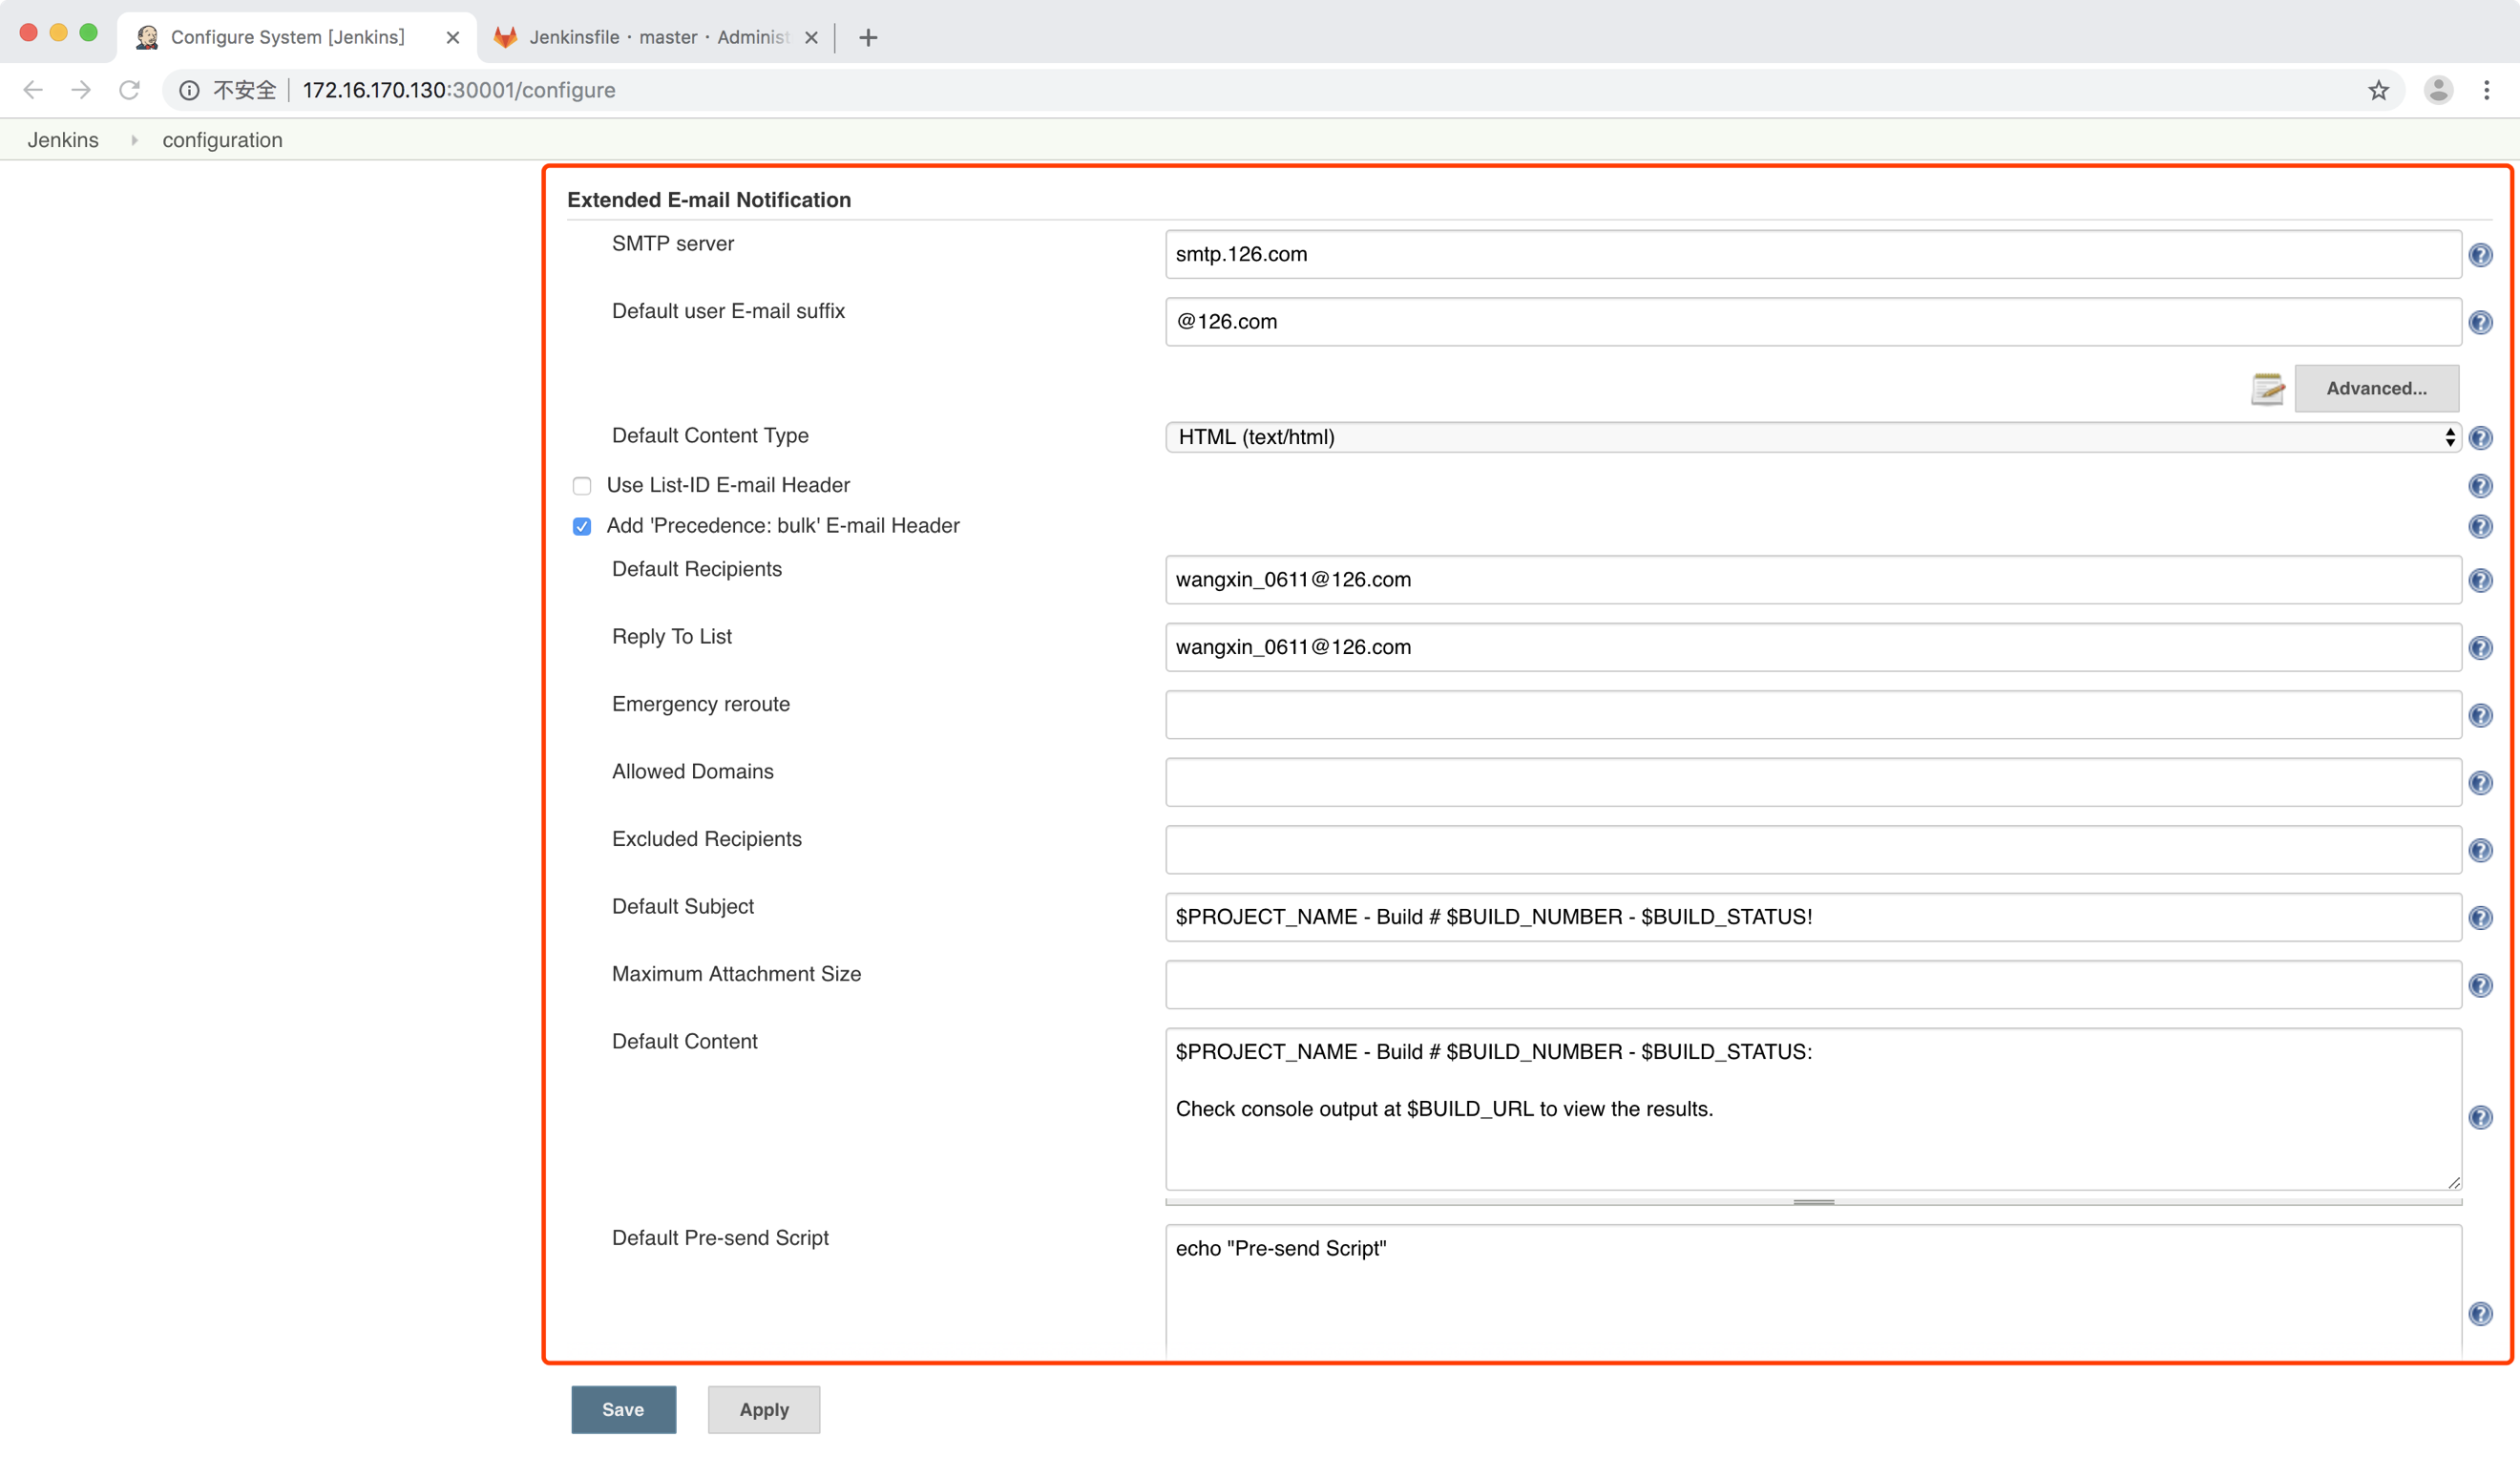 Configure System [Jenkins]
Jenkinsfile · master · Administ
不安全 172.16.170.130:30001/configure
Jenkins configuration
Extended E-mail Notification
SMTP server smtp.126.com
Default user E-mail suffix @126.com
Advanced...
Default Content Type HTML (text/html)
Use List-ID E-mail Header
Add 'Precedence: bulk' E-mail Header
Default Recipients wangxin_0611@126.com
Reply To List wangxin_0611@126.com
Emergency reroute
Allowed Domains
Excluded Recipients
Default Subject $PROJECT_NAME - Build # $BUILD_NUMBER - $BUILD_STATUS!
Maximum Attachment Size
Default Content $PROJECT_NAME - Build # $BUILD_NUMBER - $BUILD_STATUS:
Check console output at $BUILD_URL to view the results.
Default Pre-send Script echo "Pre-send Script"
Save Apply